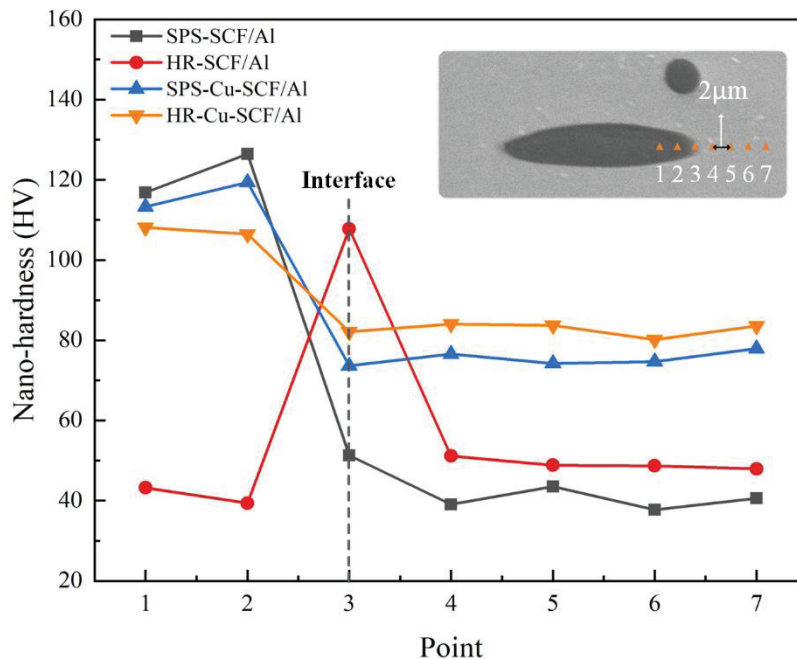 160
140
120
100
80
60
40
20
Nano-hardness (HV)
SPS-SCF/Al
HR-SCF/Al
SPS-Cu-SCF/Al
HR-Cu-SCF/Al
2μm
1 2 3 4 5 6 7
Interface
1 2 3 4 5 6 7
Point